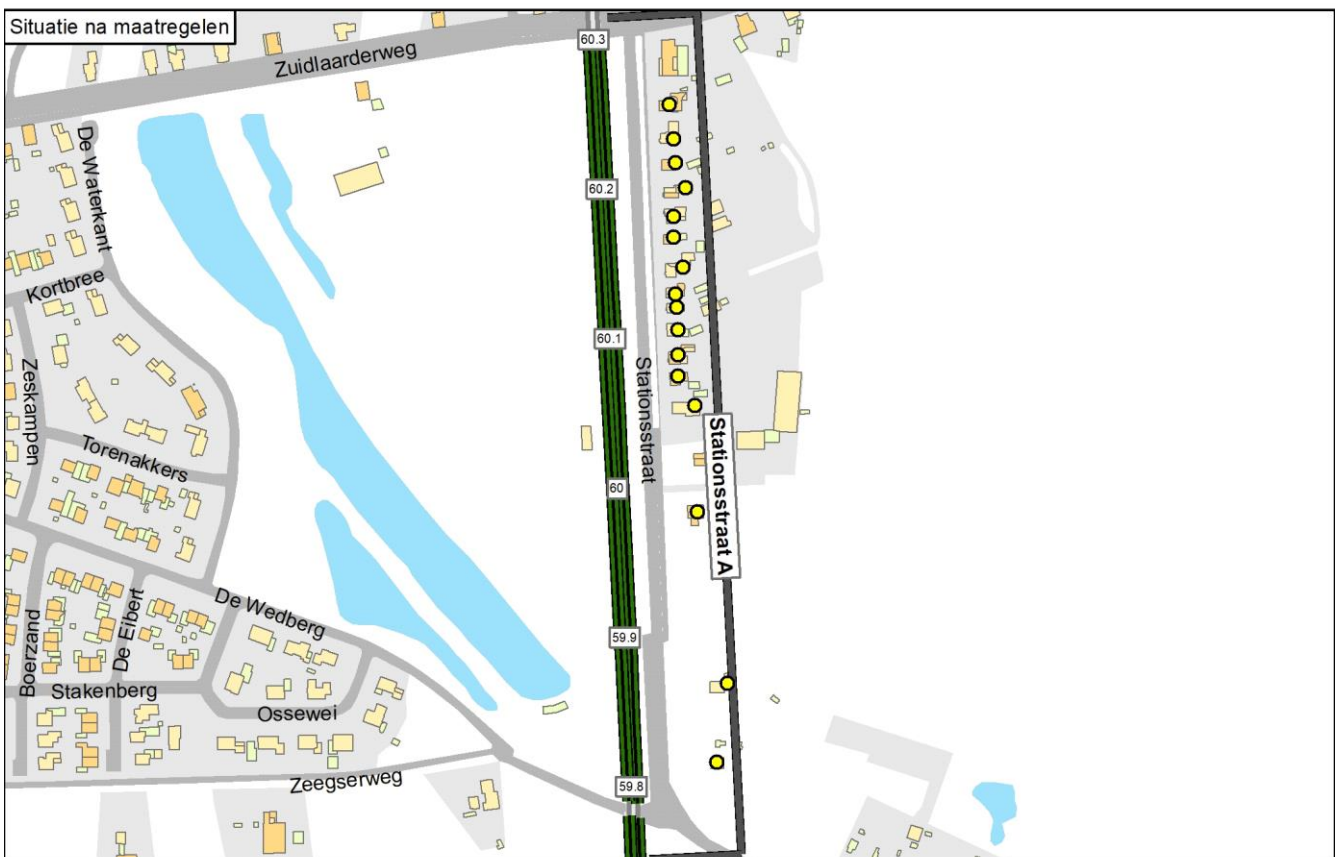 Situatie na maatregelen
60.3
Zuidlaarderweg
De Waterkant
60.2
Kortbree
60.1
Zeskampen
Stationsstraat
Torenakkers
Stationsstraat A
60
De Wedberg
De Eibert
Boerzand
59.9
Stakenberg
Ossewei
Zeegserweg
59.8